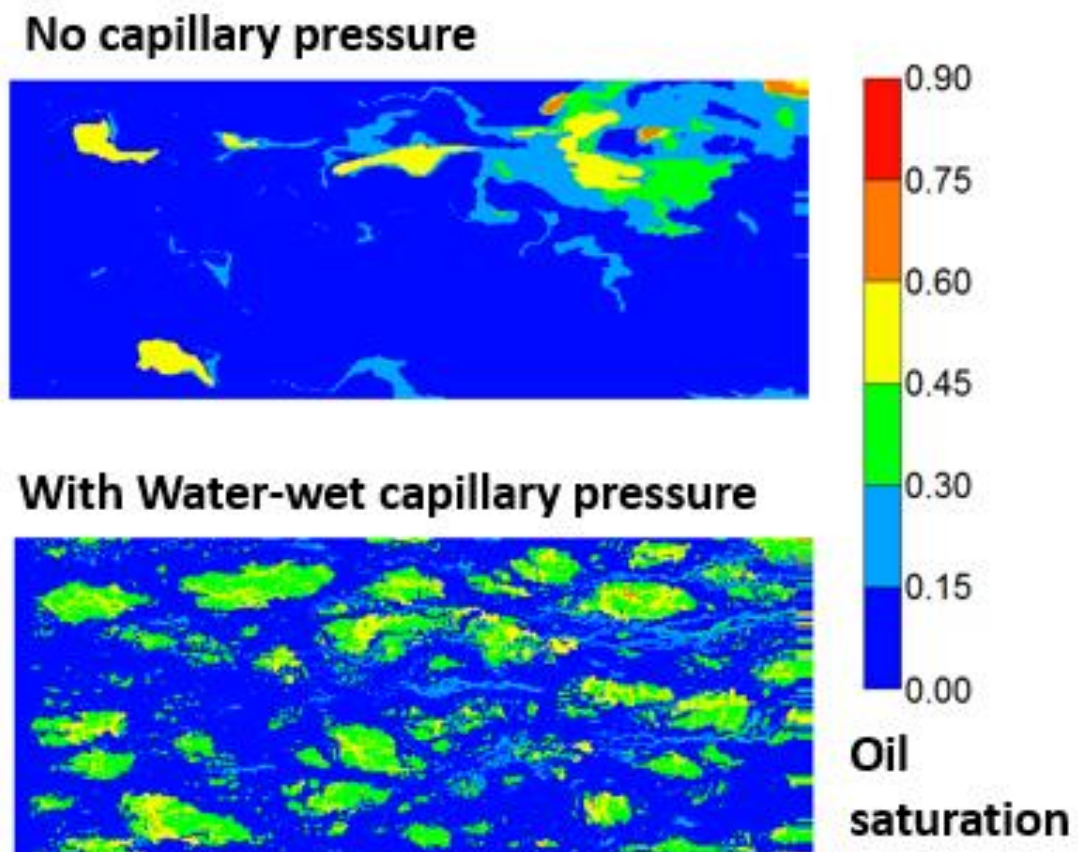 No capillary pressure
0.90
0.75
0.60
0.45
0.30
With Water-wet capillary pressure
0.15
0.00
Oil
saturation